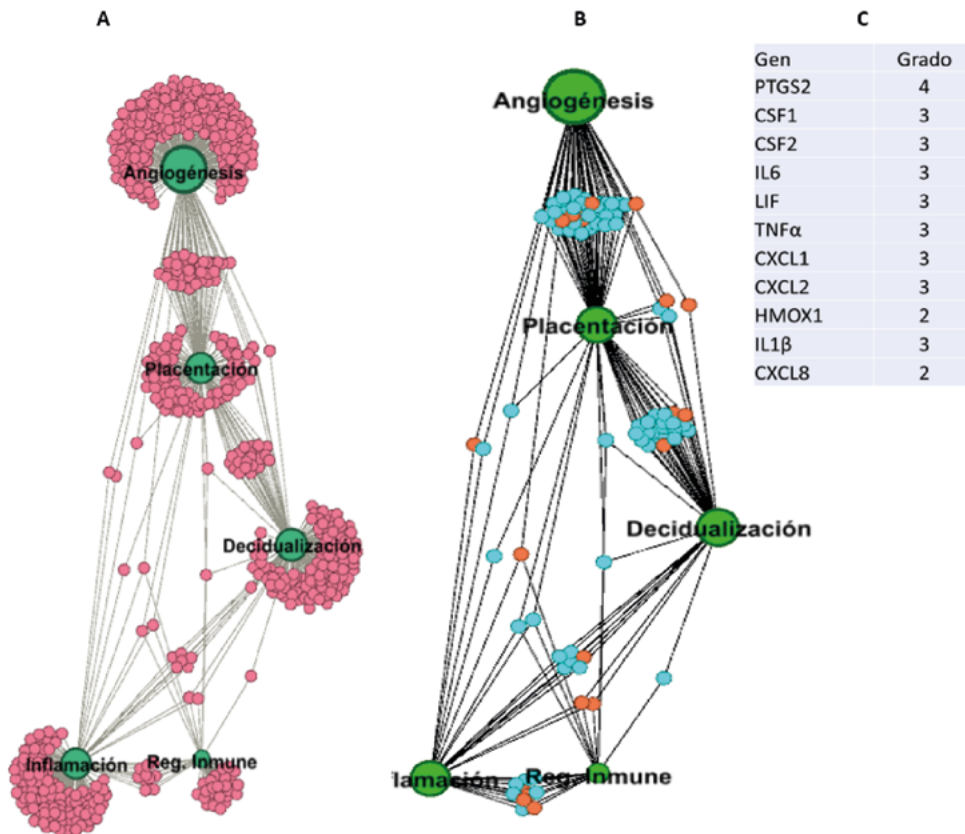 A
B
C
Angiogénesis
Placentación
Decidualización
Inflamación
Reg. Inmune
Angiogénesis
Placentación
Decidualización
lamación
Reg. Inmune
Gen Grado
PTGS2 4
CSF1 3
CSF2 3
IL6 3
LIF 3
TNFα 3
CXCL1 3
CXCL2 3
HMOX1 2
IL1β 3
CXCL8 2